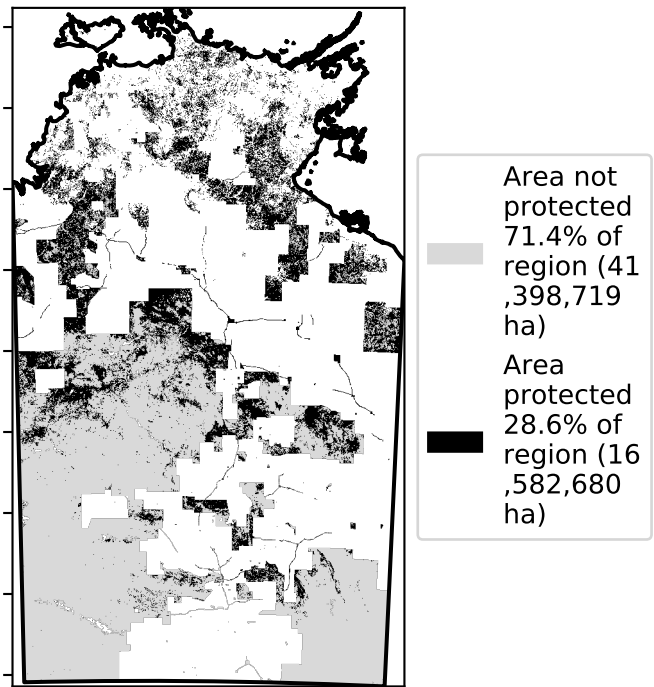 Area not
protected
71.4% of
region (41
,398,719
ha)
Area
protected
28.6% of
region (16
,582,680
ha)